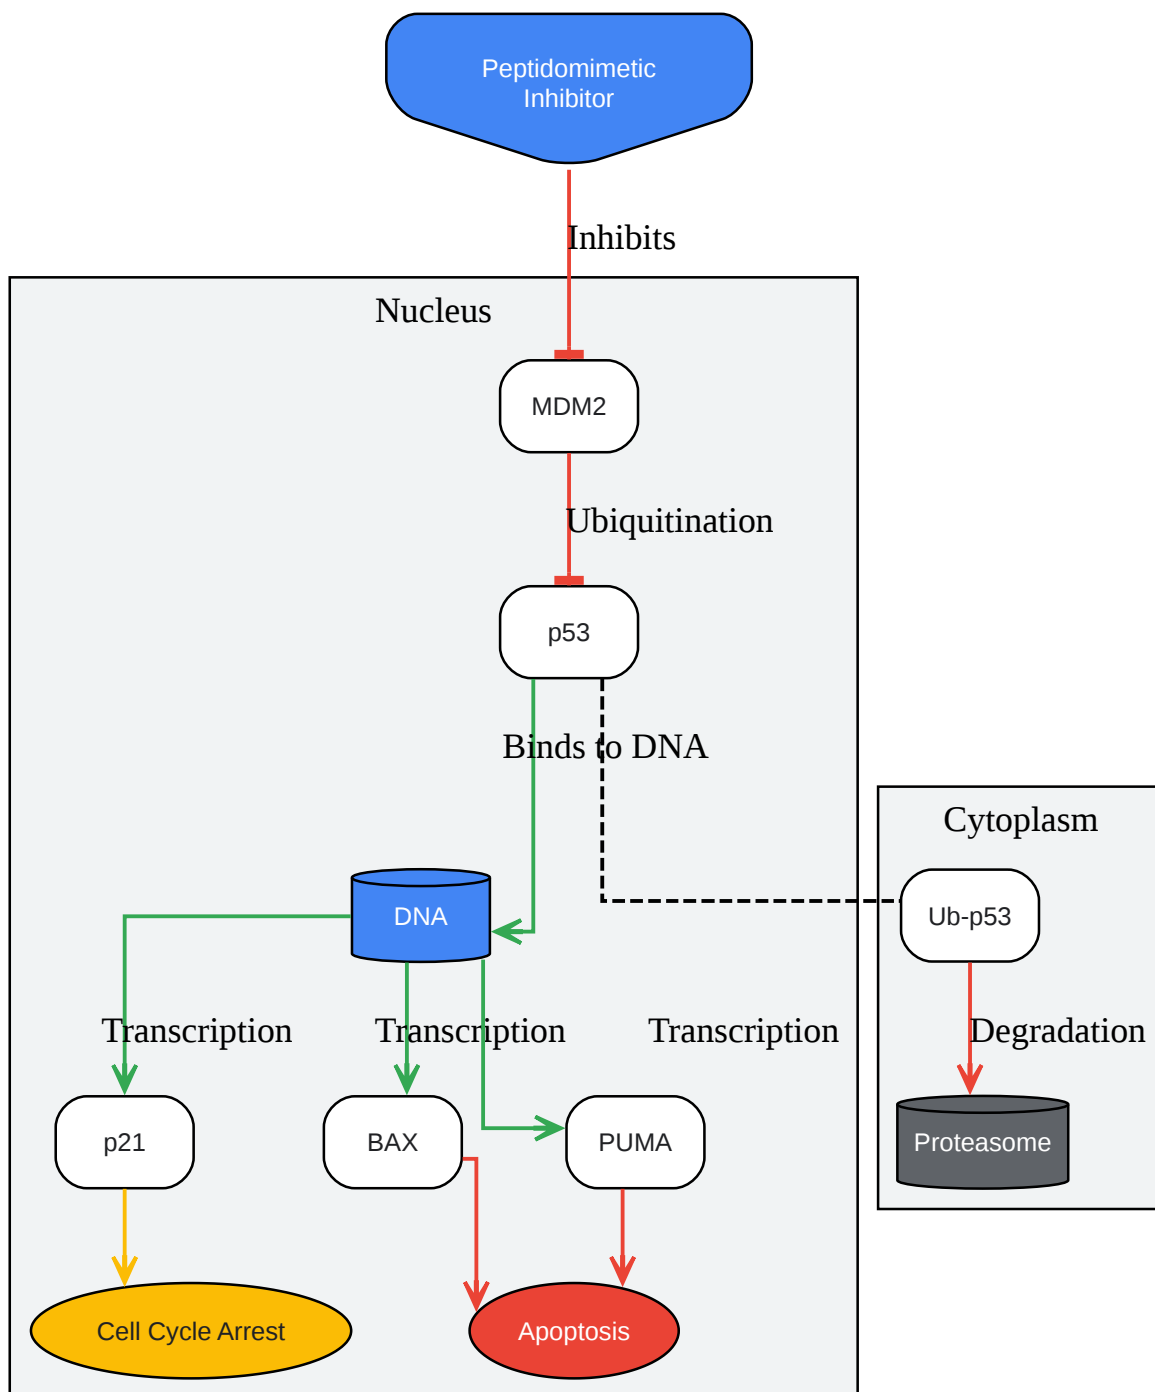 Peptidomimetic
Inhibitor
Inhibits
Nucleus
MDM2
Ubiquitination
p53
Binds to DNA
Cytoplasm
DNA
Ub-p53
Transcription
Transcription
Transcription
Degradation
p21
BAX
PUMA
Proteasome
Cell Cycle Arrest
Apoptosis